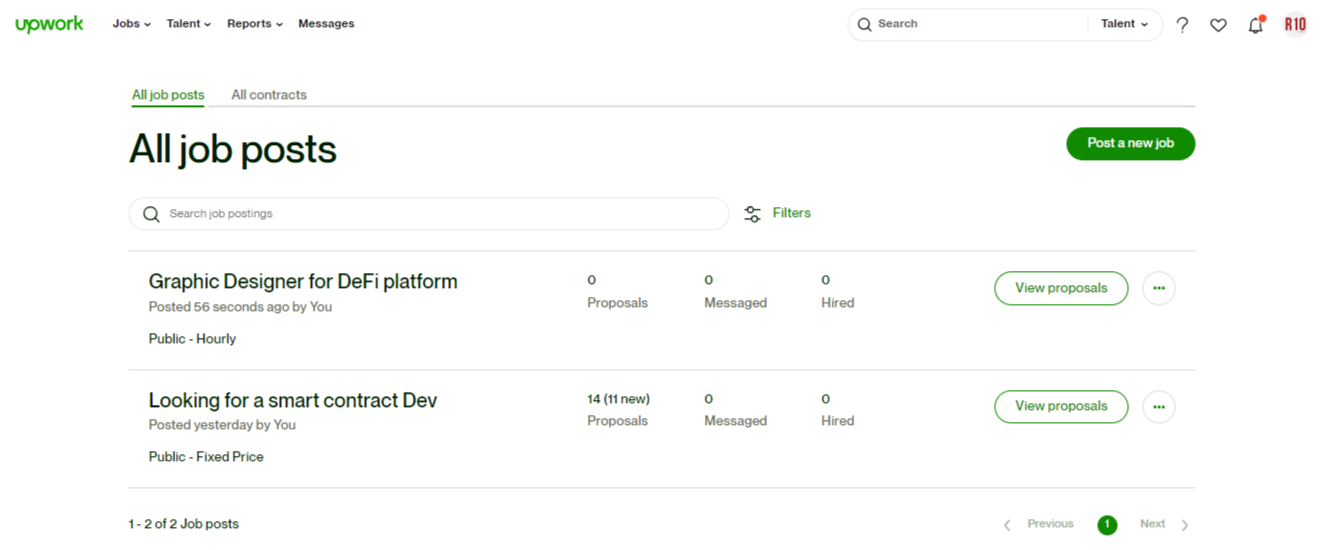 upwork Jobs Talent Reports Messages Search Talent ? R10
All job posts All contracts
All job posts Post a new job
Search job postings Filters
Graphic Designer for DeFi platform 0 0 0 View proposals ...
Posted 56 seconds ago by You Proposals Messaged Hired
Public - Hourly
Looking for a smart contract Dev 14 (11 new) 0 0 View proposals ...
Posted yesterday by You Proposals Messaged Hired
Public - Fixed Price
1 - 2 of 2 Job posts Previous 1 Next